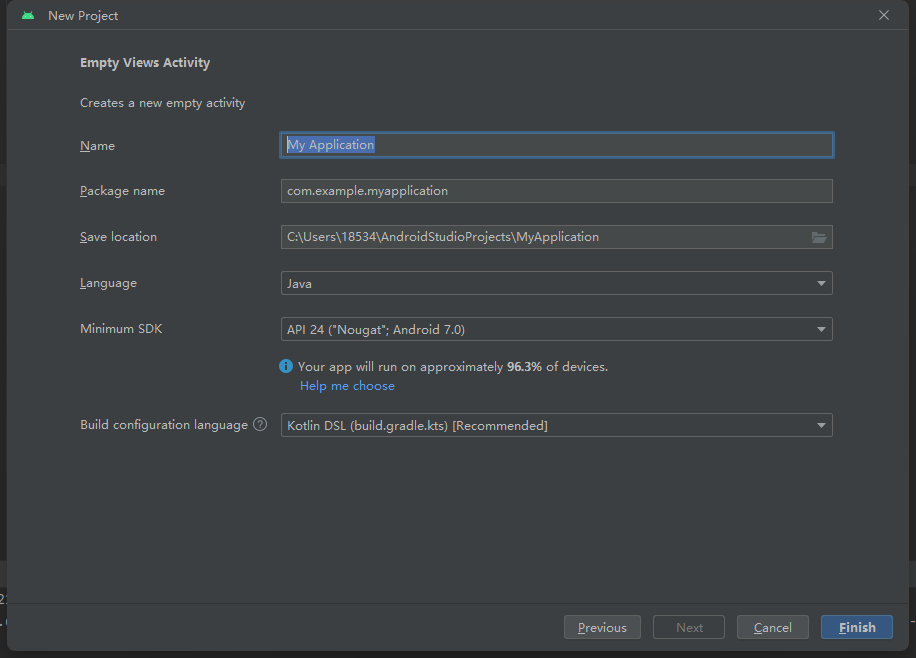 New Project
Empty Views Activity
Creates a new empty activity
Name My Application
Package name com.example.myapplication
Save location C:\Users\18534\AndroidStudioProjects\MyApplication
Language Java
Minimum SDK API 24 ("Nougat"; Android 7.0)
Your app will run on approximately 96.3% of devices.
Help me choose
Build configuration language ? Kotlin DSL (build.gradle.kts) [Recommended]
Previous Next Cancel Finish